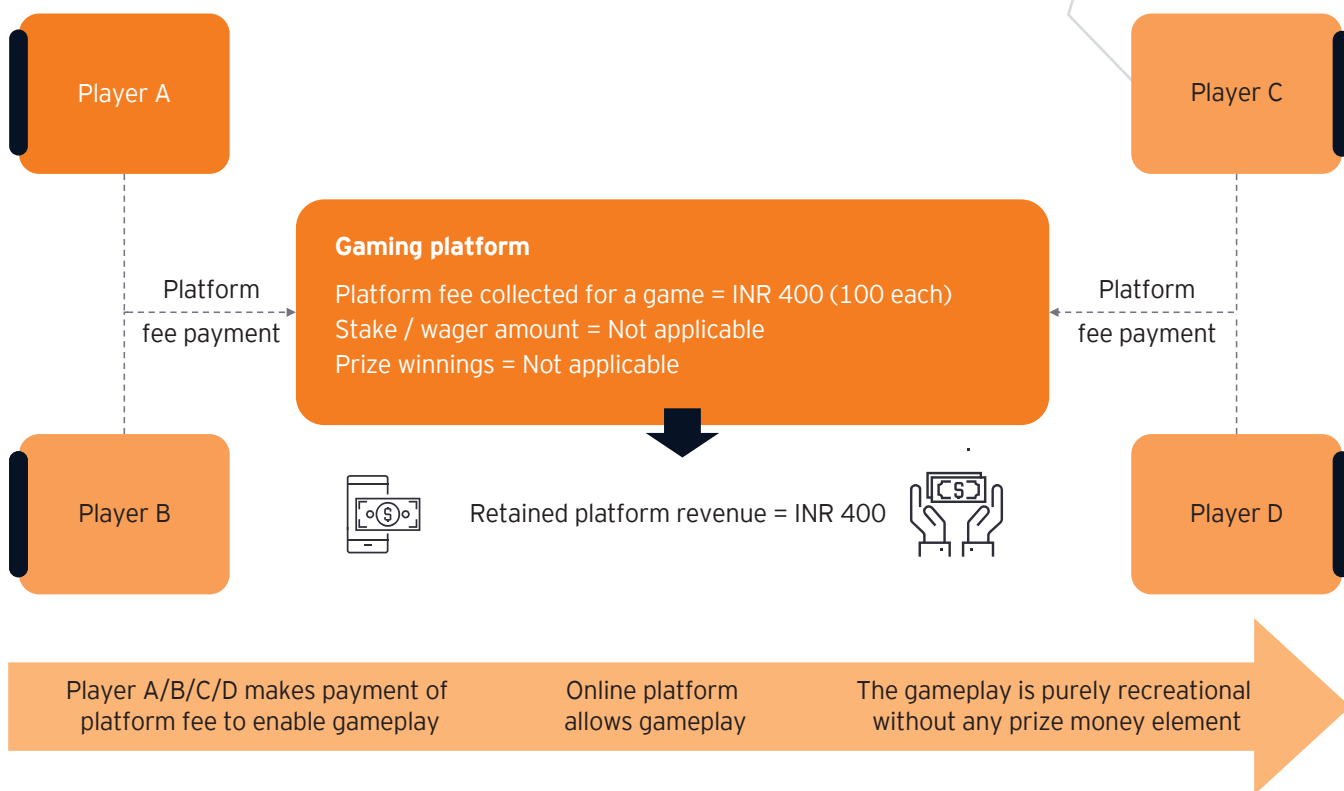 Player A
Player C
Gaming platform
Platform fee collected for a game = INR 400 (100 each)
Stake / wager amount = Not applicable
Prize winnings = Not applicable
Platform
fee payment
Platform
fee payment
Player B
Retained platform revenue = INR 400
Player D
Player A/B/C/D makes payment of
platform fee to enable gameplay
Online platform
allows gameplay
The gameplay is purely recreational
without any prize money element